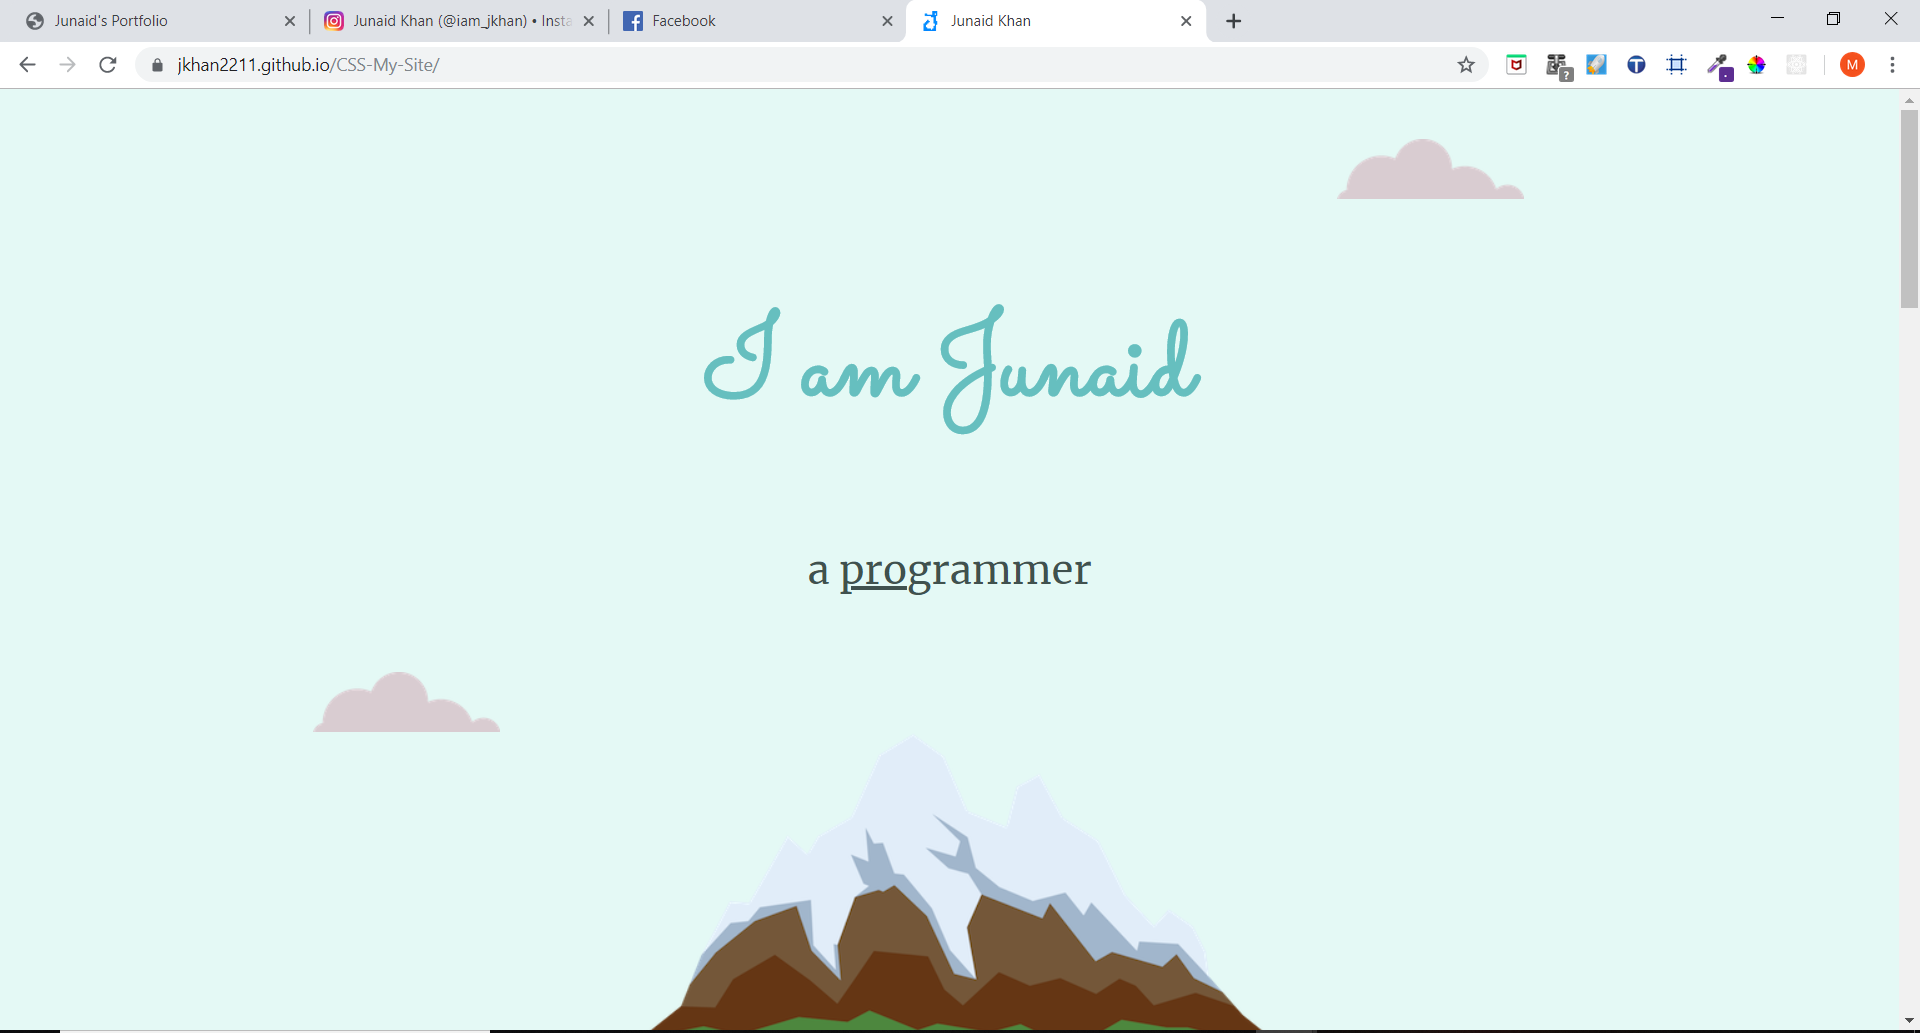 Junaid's Portfolio
Junaid Khan (@iam_jkhan) • Insta
Facebook
Junaid Khan
jkhan2211.github.io/CSS-My-Site/
?
T
M
I am Junaid
a programmer